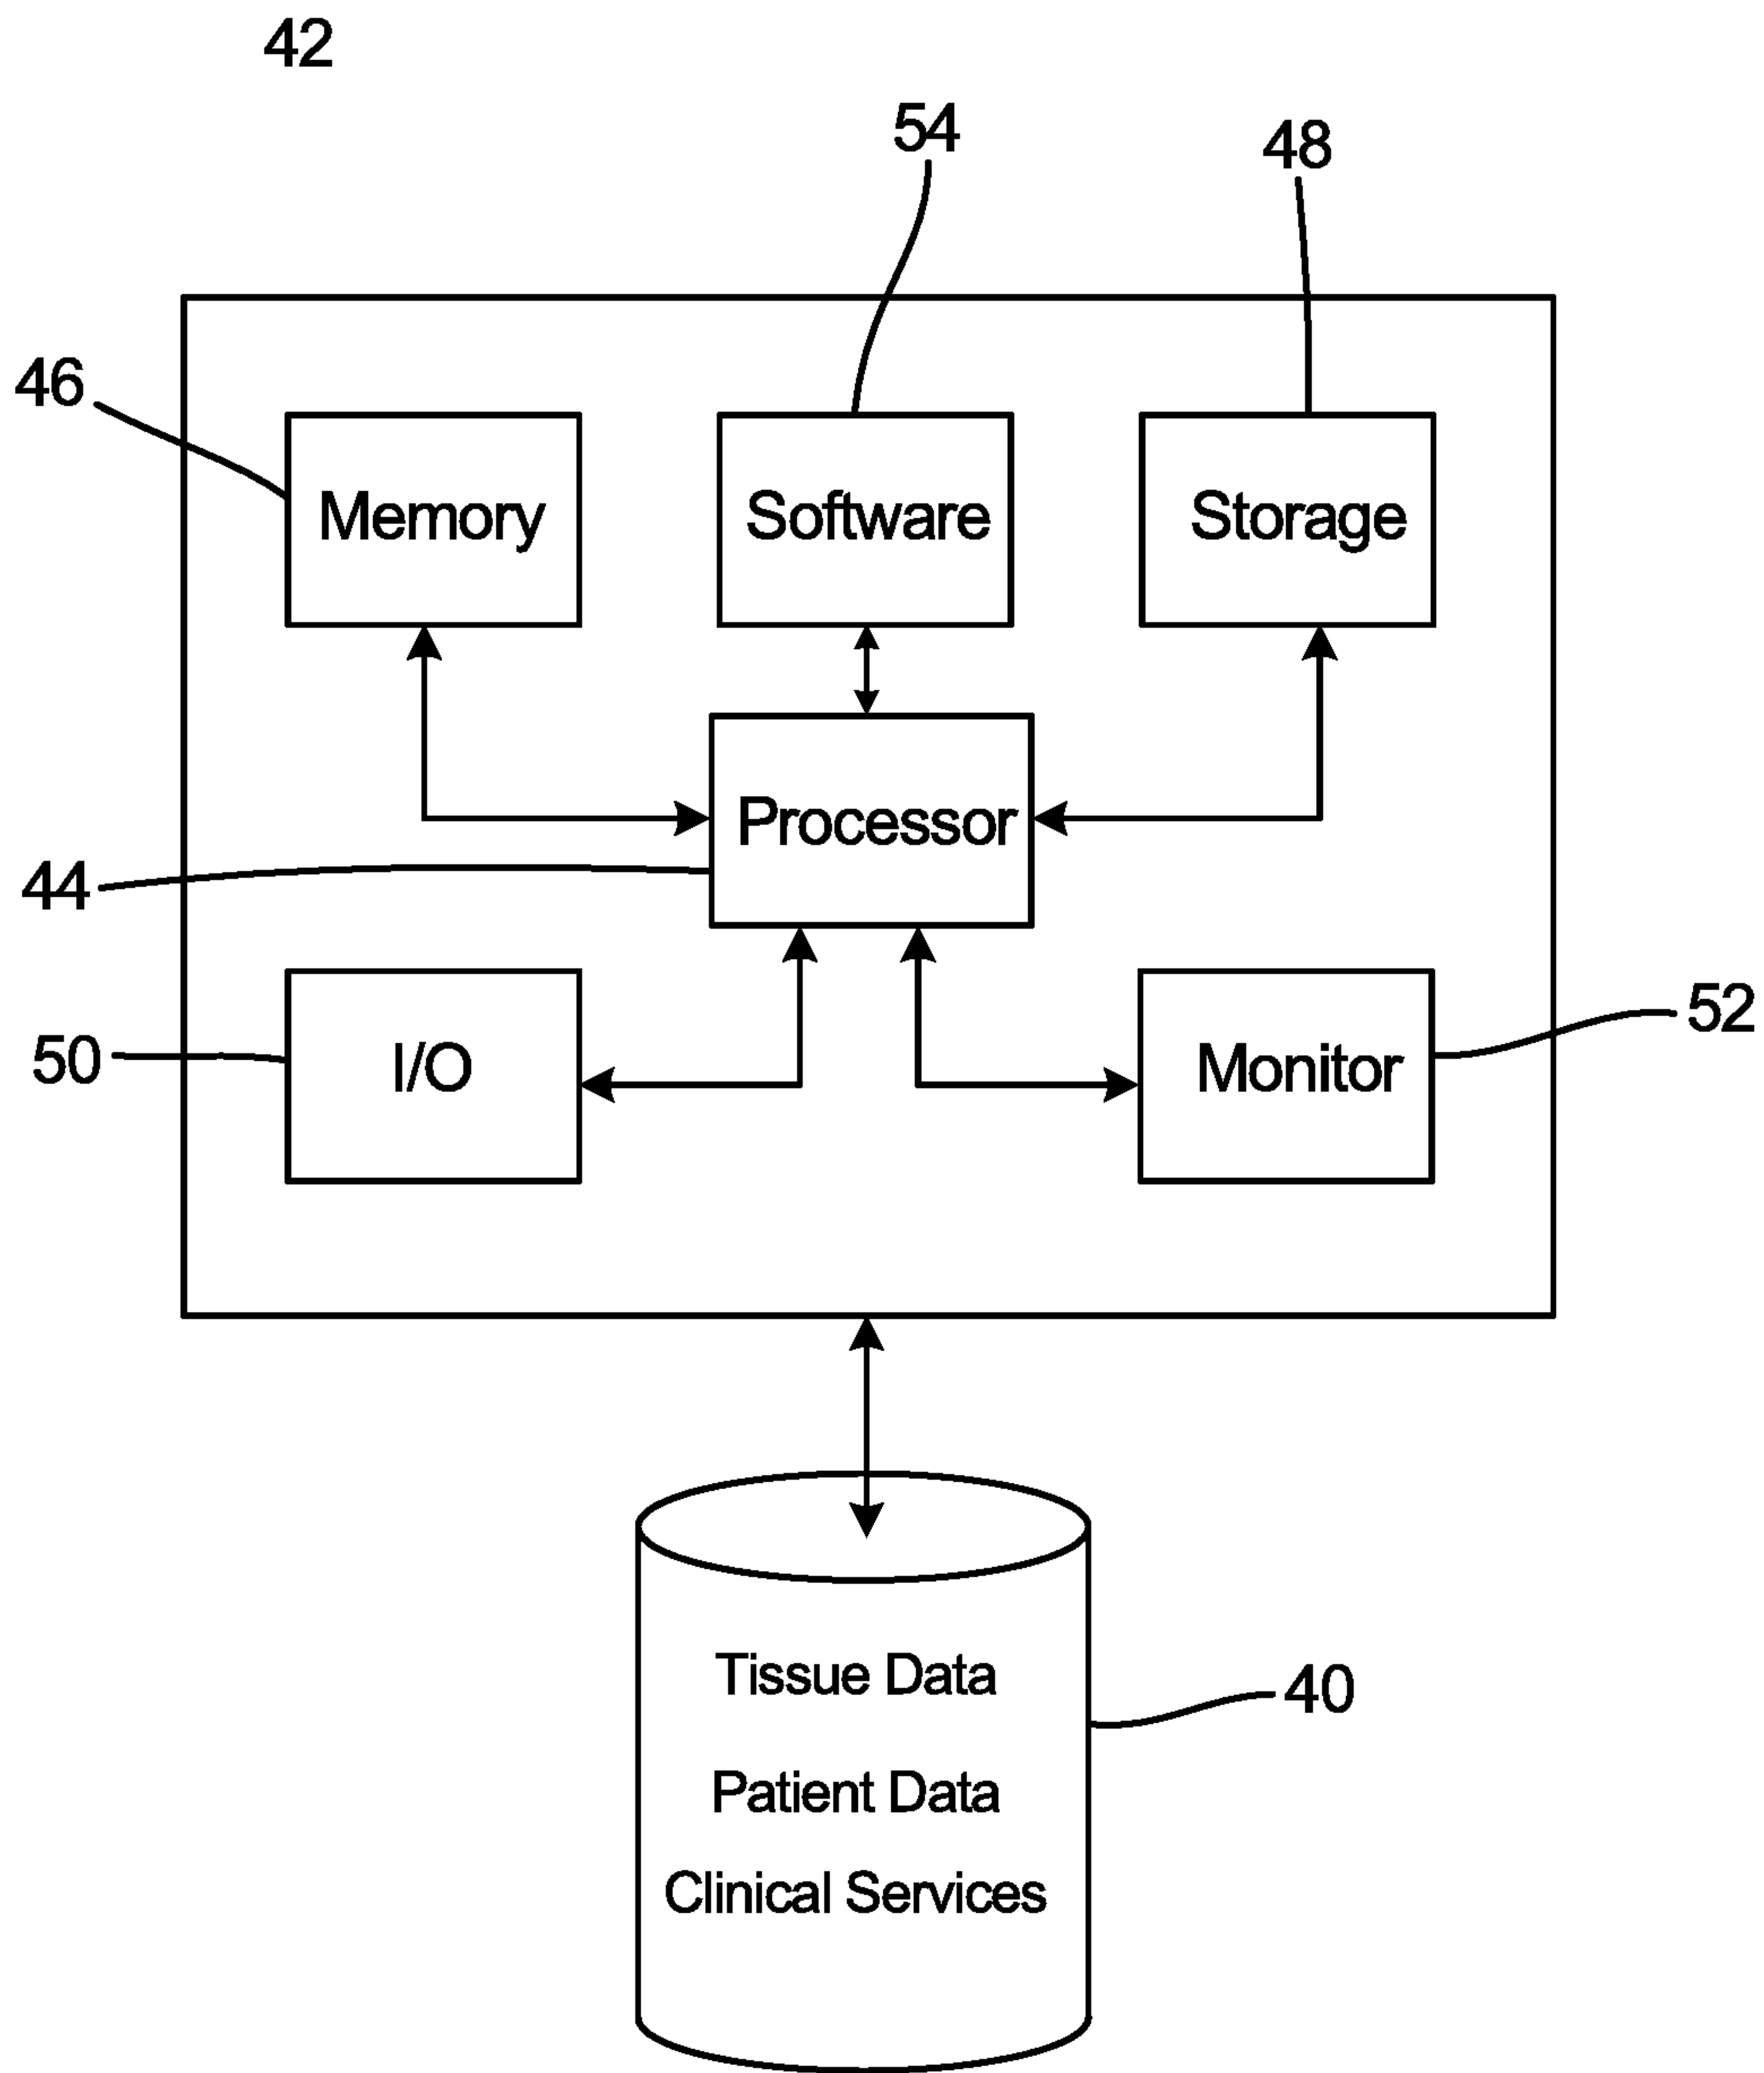 42
54
48
46
Memory
Software
Storage
Processor
44
50
I/O
Monitor
52
Tissue Data
40
Patient Data
Clinical Services